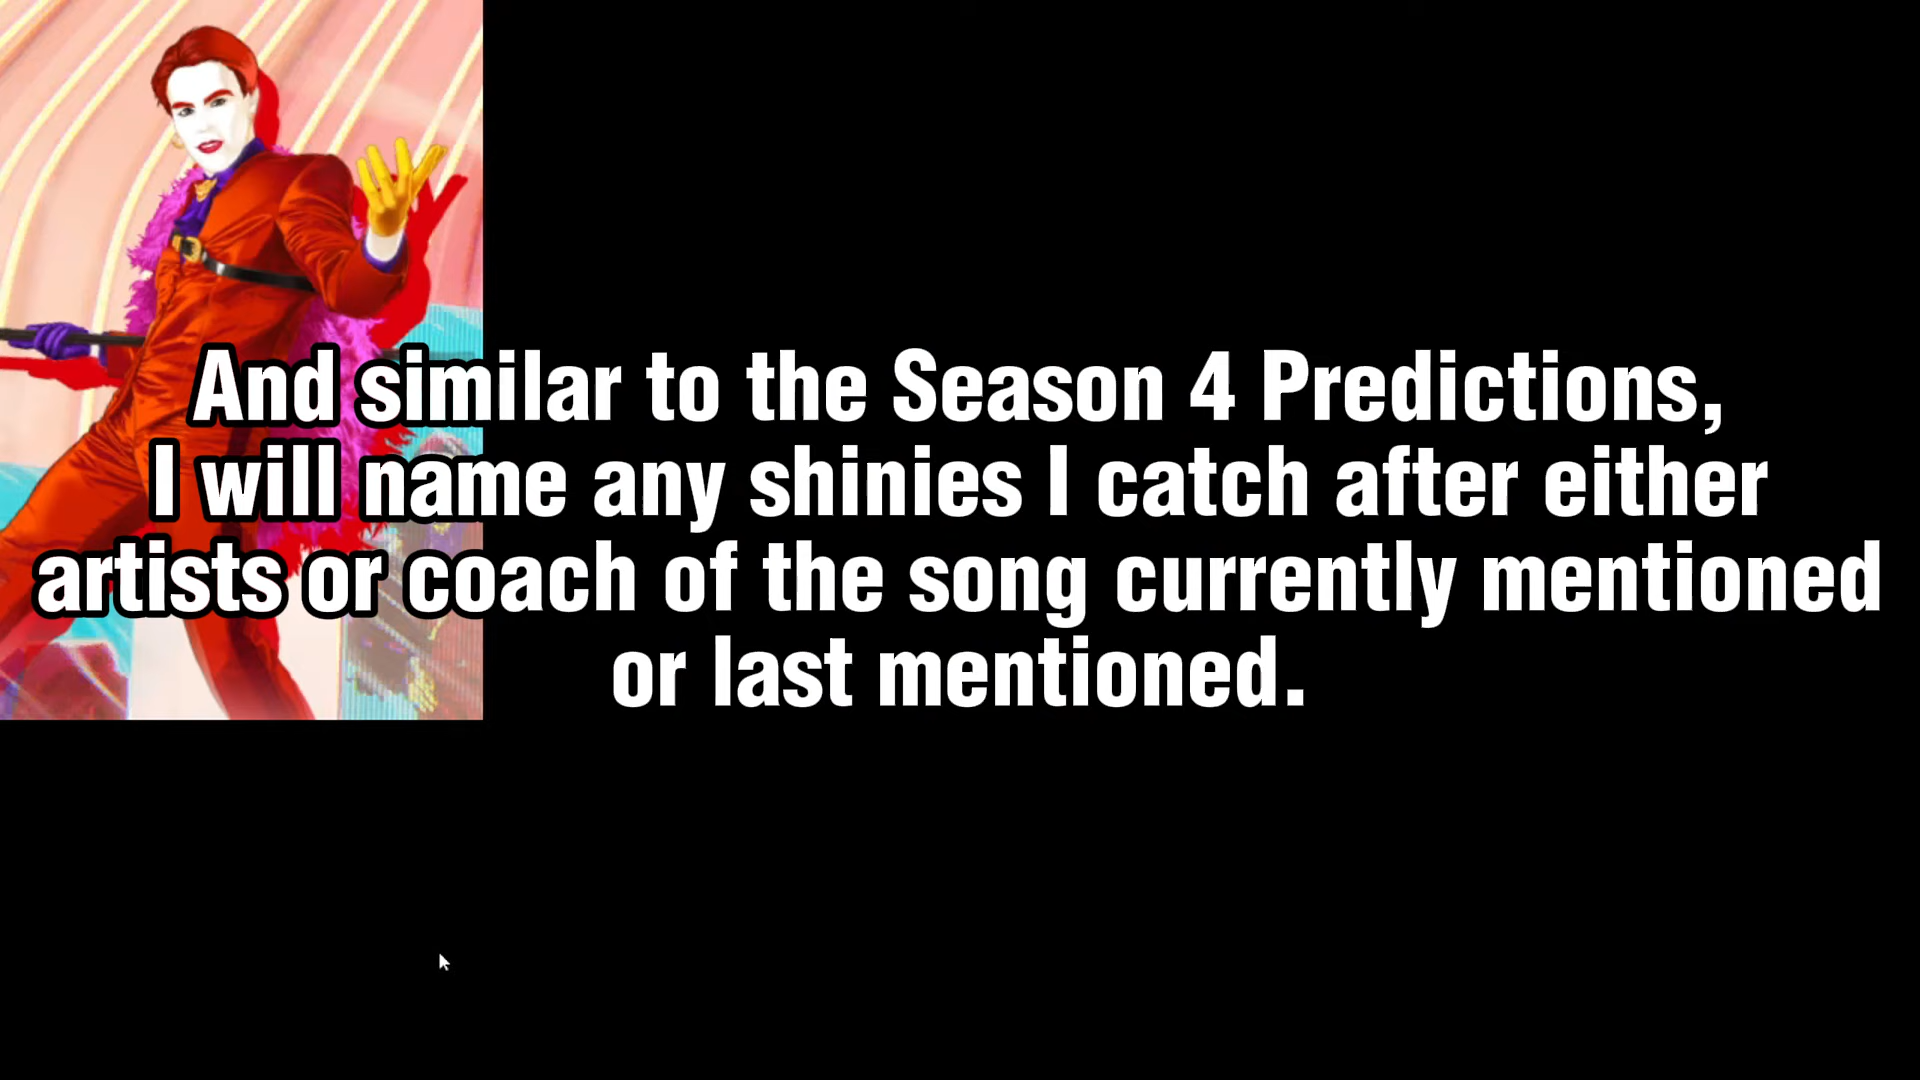 And similar to the Season 4 Predictions,
I will name any shinies I catch after either
artists or coach of the song currently mentioned
or last mentioned.